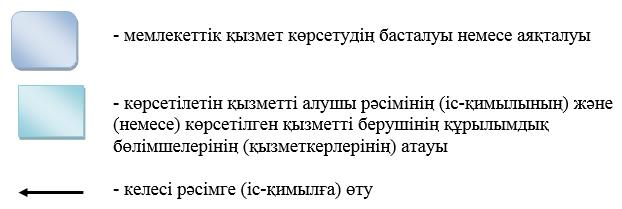 - мемлекеттік қызмет көрсетудің басталуы немесе аяқталуы
- көрсетілетін қызметті алушы рәсімінің (іс-қимылының) және
(немесе) көрсетілген қызметті берушінің құрылымдық
бөлімшелерінің (қызметкерлерінің) атауы
- келесі рәсімге (іс-қимылға) өту